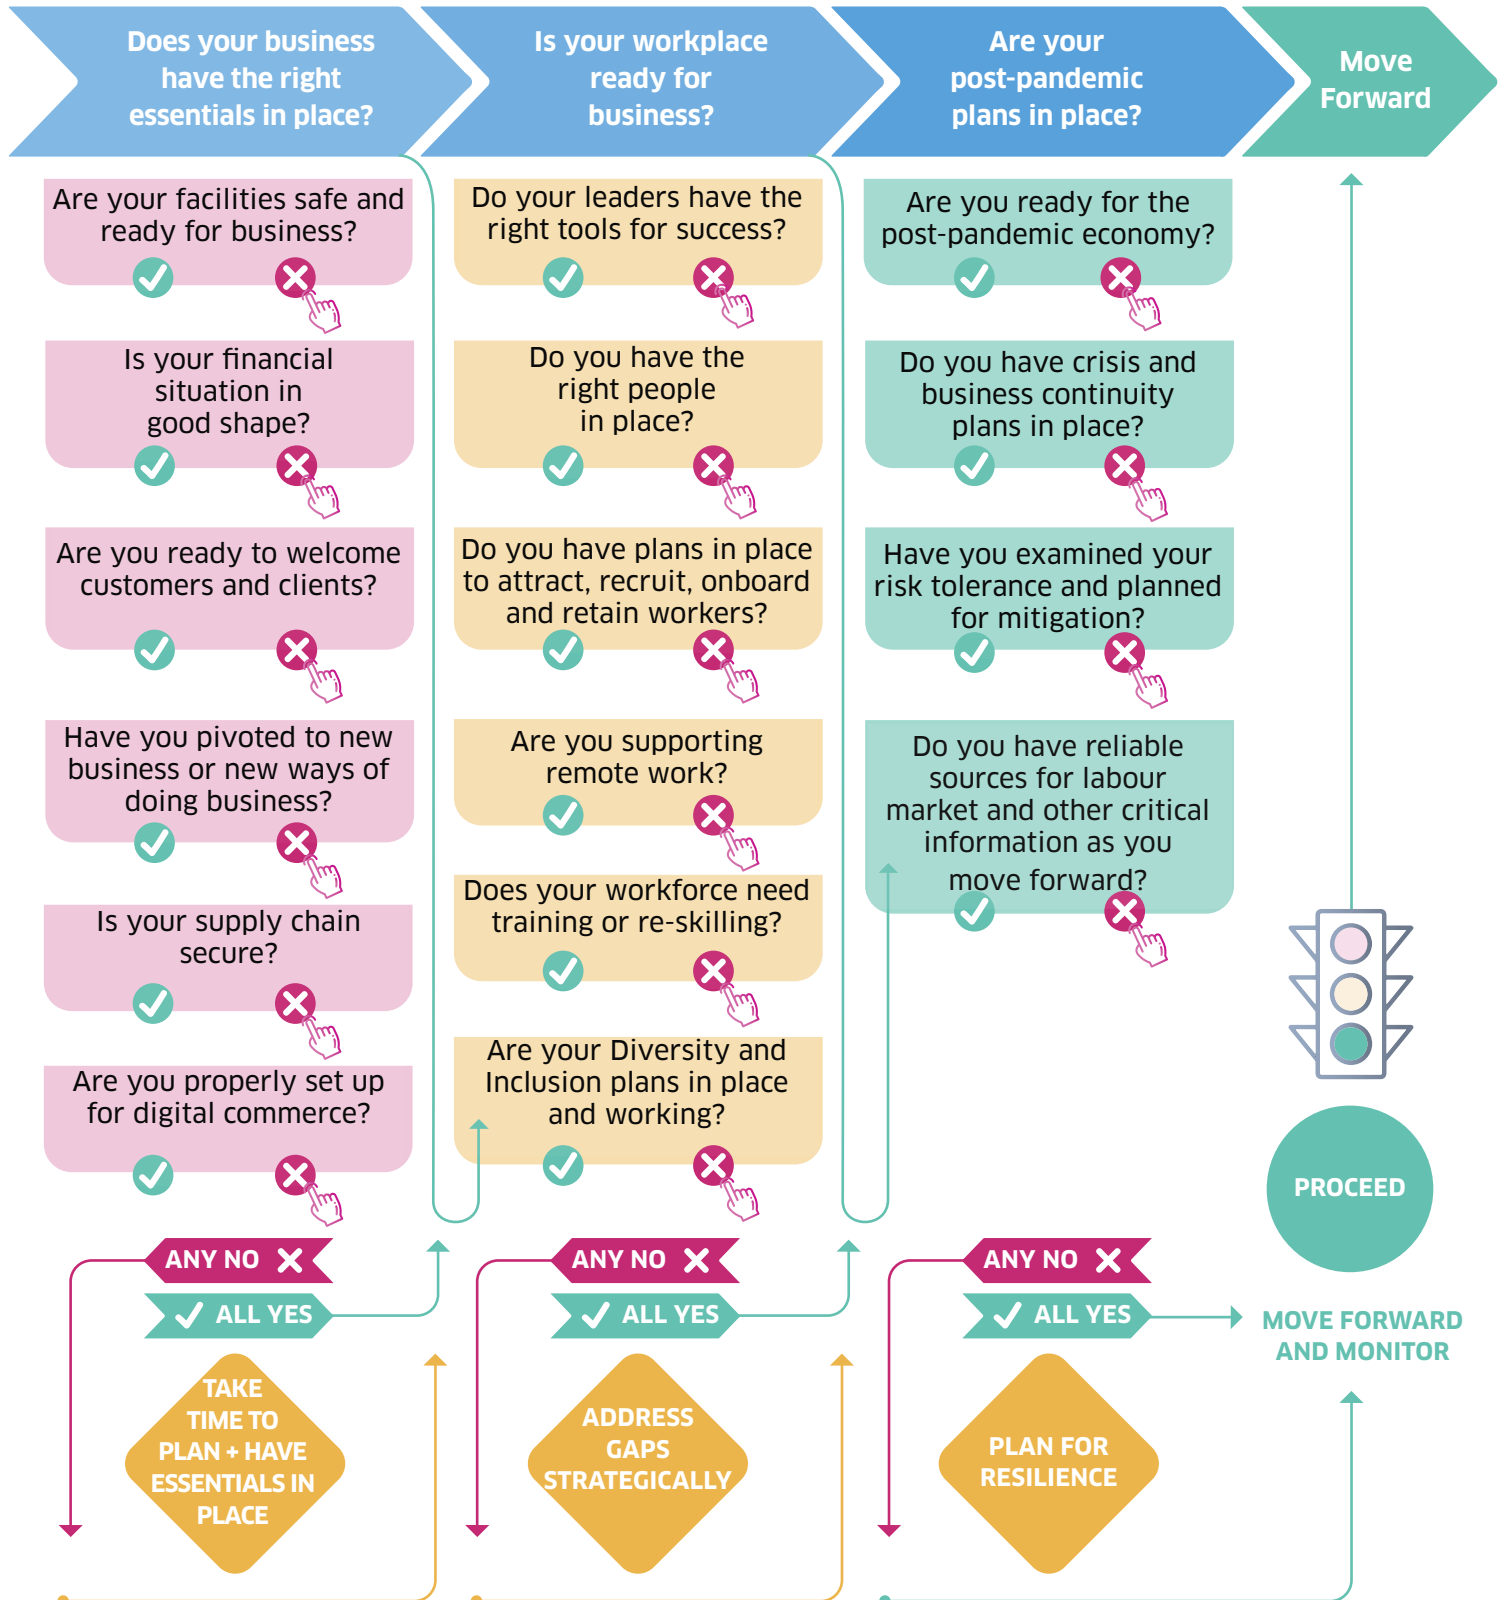 Does your business
have the right
essentials in place?
Is your workplace
ready for
business?
Are your
post-pandemic
plans in place?
Move
Forward
Are your facilities safe and
ready for business?
Is your financial
situation in
good shape?
Are you ready to welcome
customers and clients?
Have you pivoted to new
business or new ways of
doing business?
Is your supply chain
secure?
Are you properly set up
for digital commerce?
ANY NO
ALL YES
TAKE
TIME TO
PLAN + HAVE
ESSENTIALS IN
PLACE
Do your leaders have the
right tools for success?
Do you have the
right people
in place?
Do you have plans in place
to attract, recruit, onboard
and retain workers?
Are you supporting
remote work?
Does your workforce need
training or re-skilling?
Are your Diversity and
Inclusion plans in place
and working?
ANY NO
ALL YES
ADDRESS
GAPS
STRATEGICALLY
Are you ready for the
post-pandemic economy?
Do you have crisis and
business continuity
plans in place?
Have you examined your
risk tolerance and planned
for mitigation?
Do you have reliable
sources for labour
market and other critical
information as you
move forward?
ANY NO
ALL YES
PLAN FOR
RESILIENCE
PROCEED
MOVE FORWARD
AND MONITOR